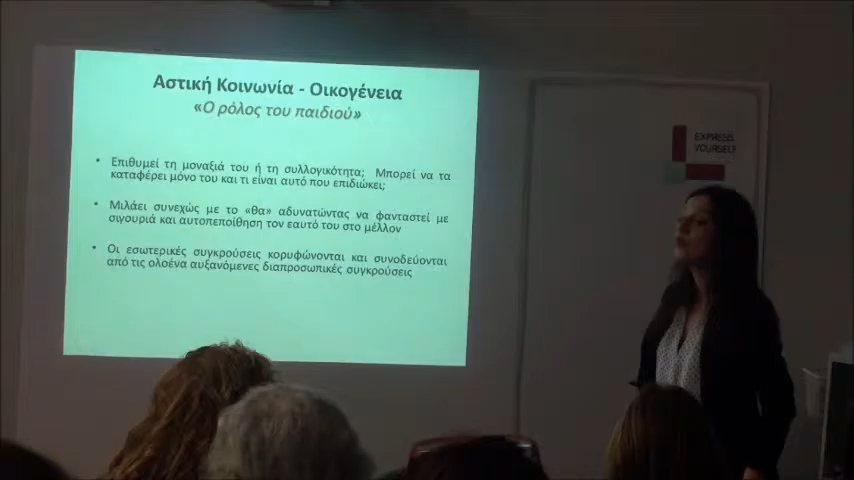 Αστική Κοινωνία - Οικογένεια
«Ο ρόλος του παιδιού»
• Επιθυμεί τη μοναξιά του ή τη συλλογικότητα; Μπορεί να τα
καταφέρει μόνο του και τι είναι αυτό που επιδιώκει;
• Μιλάει συνεχώς με το «θα» αδυνατώντας να φανταστεί με
σιγουριά και αυτοπεποίθηση τον εαυτό του στο μέλλον
• Οι εσωτερικές συγκρούσεις κορυφώνονται και συνοδεύονται
από τις ολοένα αυξανόμενες διαπροσωπικές συγκρούσεις
EXPRESS
YOURSELF